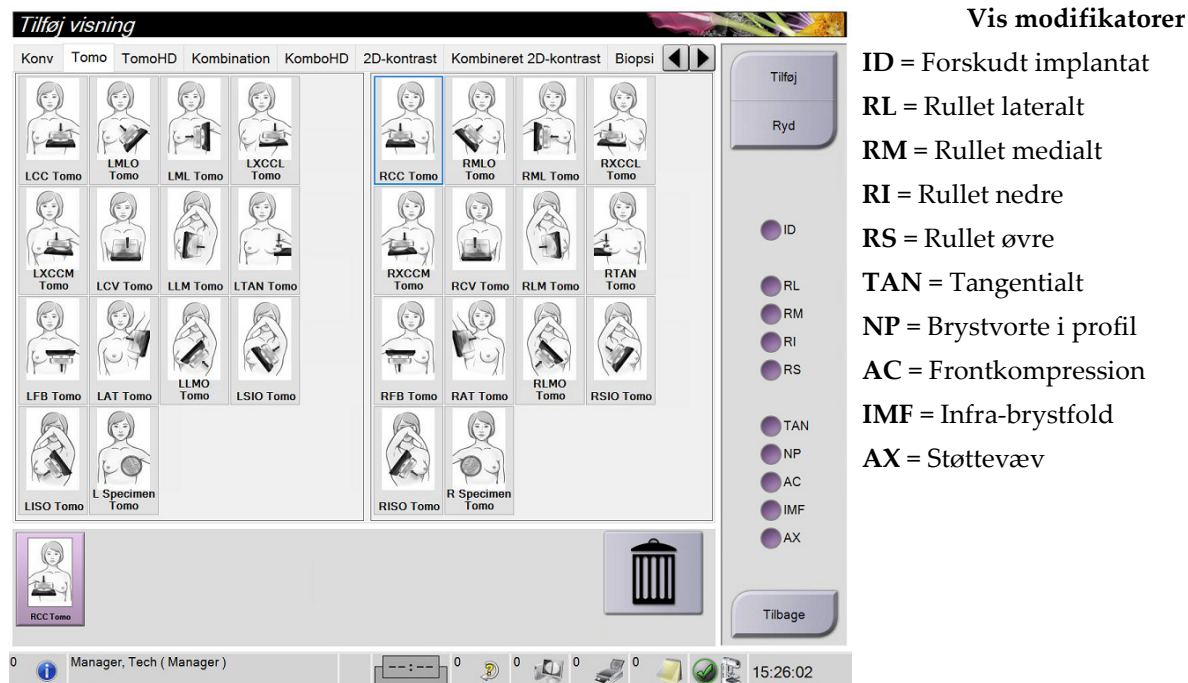 Tilføj visning
Konv Tomo TomoHD Kombination KomboHD 2D-kontrast Kombineret 2D-kontrast Biopsi
LCC Tomo
LMLO
Tomo
LML Tomo
LXCCL
Tomo
LXCCM
Tomo
LCV Tomo
LLM Tomo
LTAN Tomo
LFB Tomo
LAT Tomo
LLMO
Tomo
LSIO Tomo
LISO Tomo
L Specimen
Tomo
RCC Tomo
RMLO
Tomo
RML Tomo
RXCCL
Tomo
RXCCM
Tomo
RCV Tomo
RLM Tomo
RTAN
Tomo
RFB Tomo
RAT Tomo
RLMO
Tomo
RSIO Tomo
RISO Tomo
R Specimen
Tomo
RCC Tomo
Tilføj
Ryd
ID
RL
RM
RI
RS
TAN
NP
AC
IMF
AX
Tilbage
0 Manager, Tech ( Manager ) --:-- 0 0 0 0 15:26:02
Vis modifikatorer
ID = Forskudt implantat
RL = Rullet lateralt
RM = Rullet medialt
RI = Rullet nedre
RS = Rullet øvre
TAN = Tangentialt
NP = Brystvorte i profil
AC = Frontkompression
IMF = Infra-brystfold
AX = Støttevæv